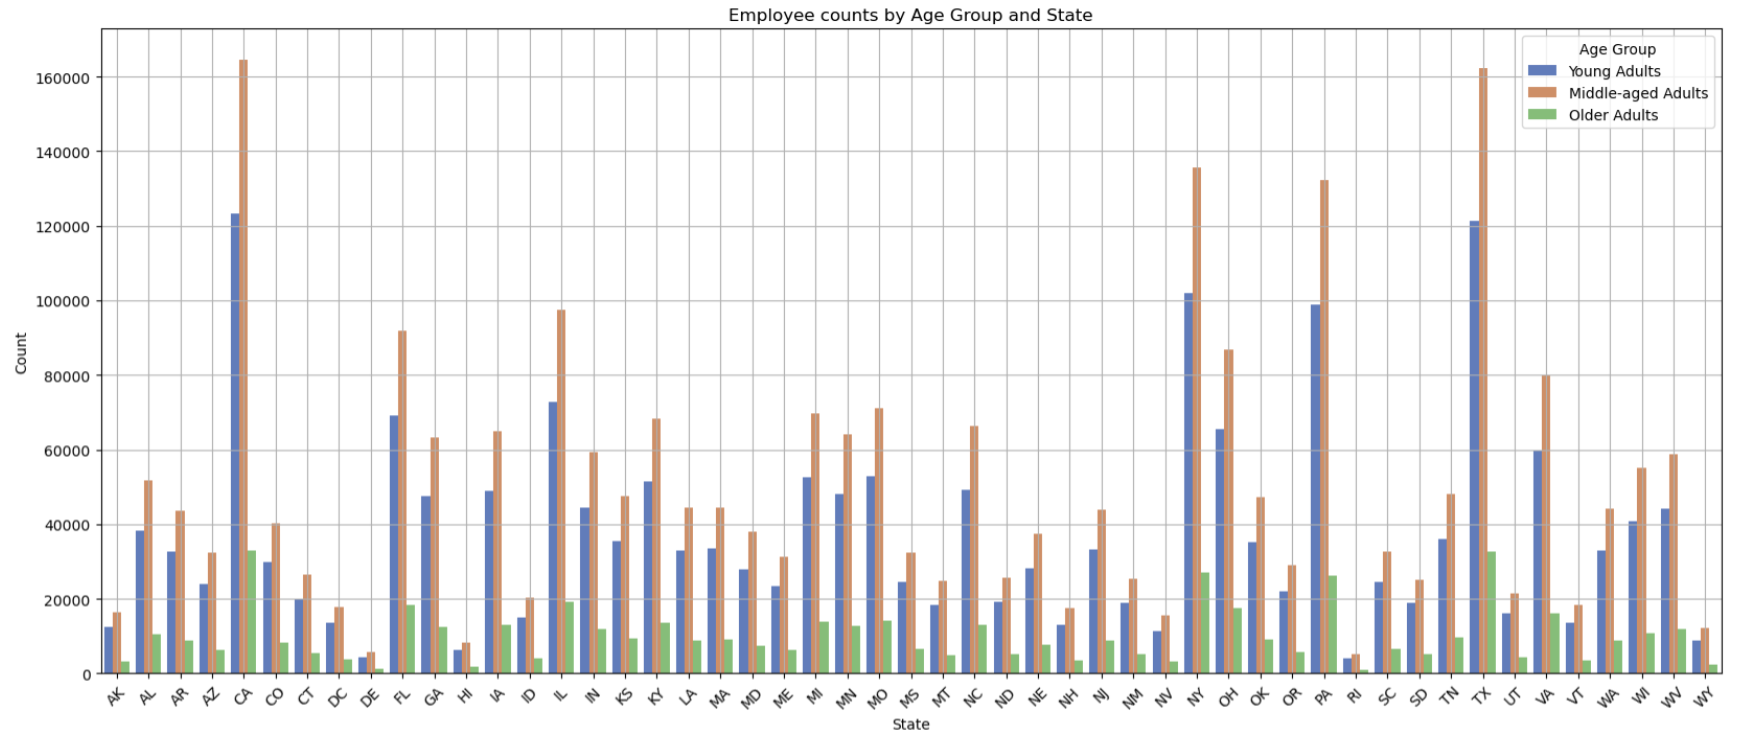 Employee counts by Age Group and State
Age Group
Young Adults
Middle-aged Adults
Older Adults
160000
140000
120000
100000
80000
60000
40000
20000
0
Count
AK AL AR AZ CA CO CT DC DE FL GA HI IA ID IL IN KS KY LA MA MD ME MI MN MO MS MT NC ND NE NH NJ NM NV NY OH OK OR PA RI SC SD TN TX UT VA VT WA WI WV WY
State